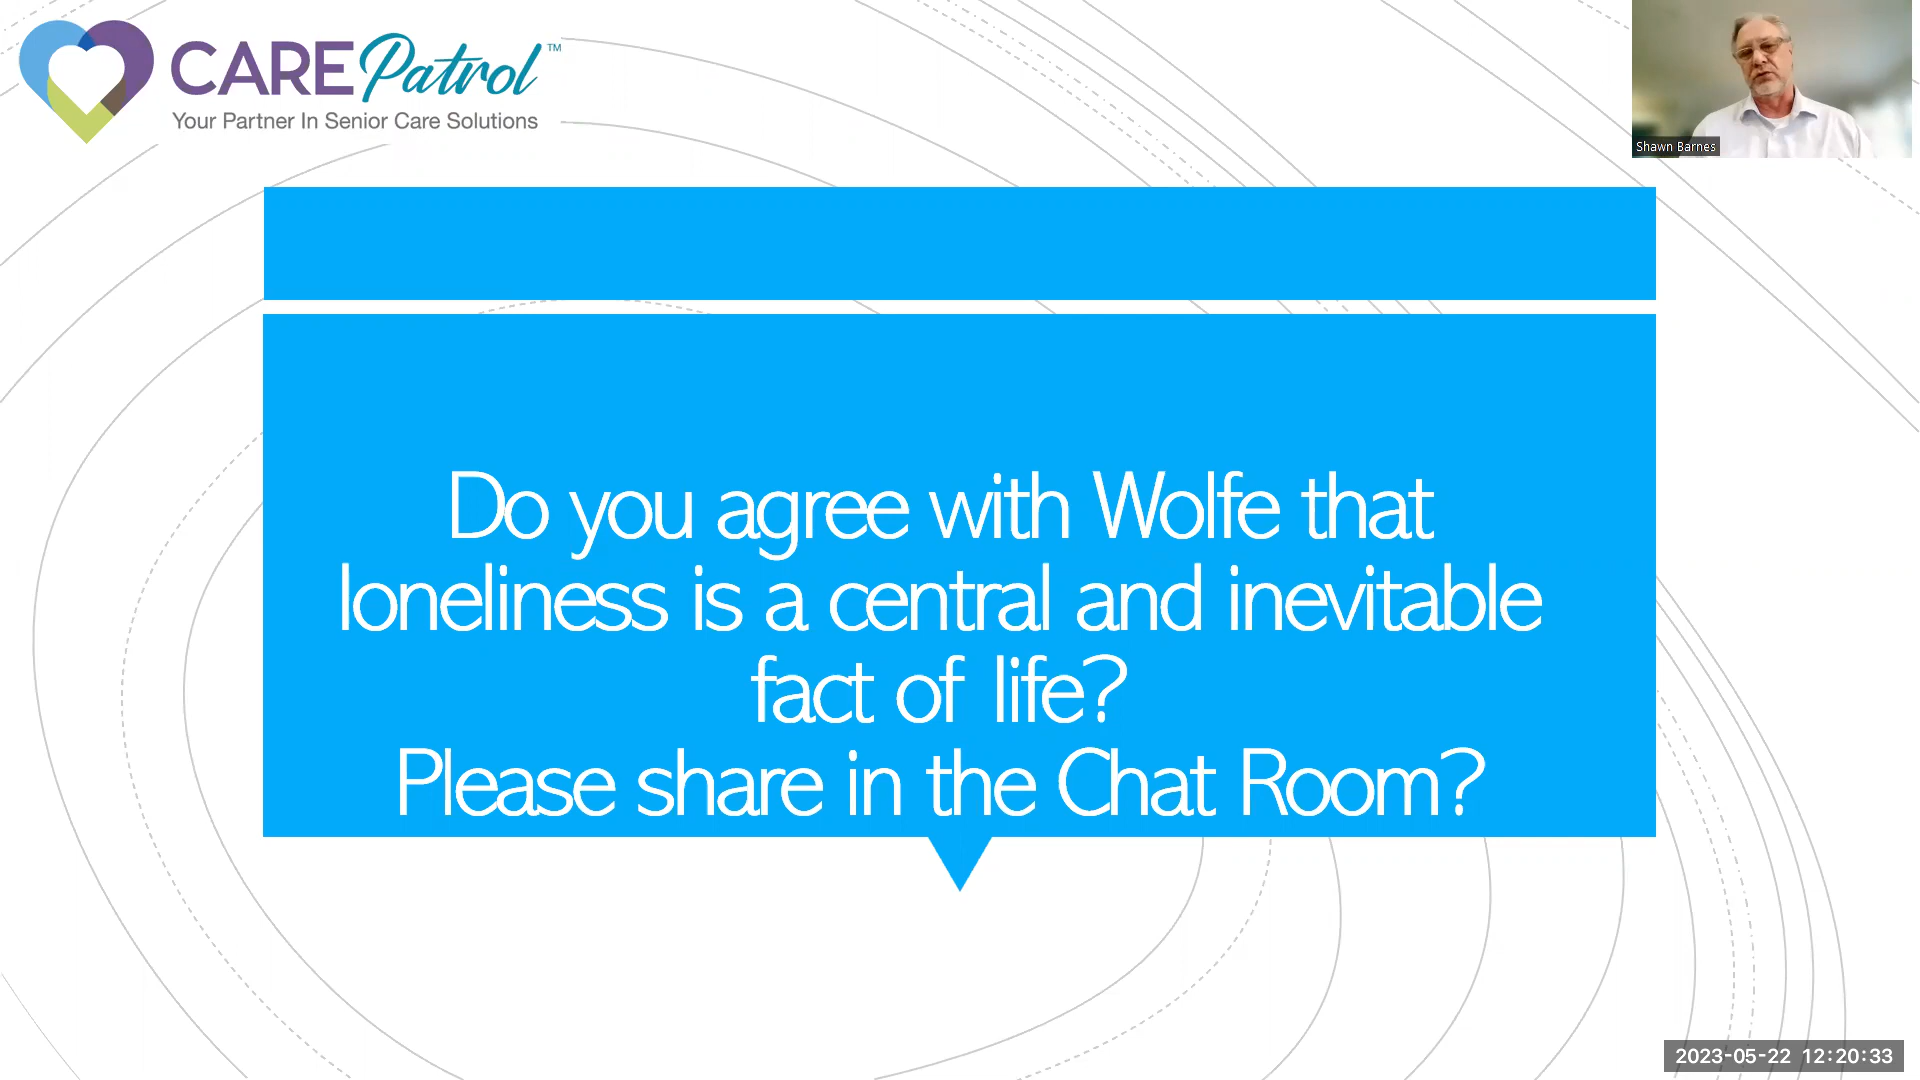 CAREPatrol™
Your Partner In Senior Care Solutions
Shawn Barnes
Do you agree with Wolfe that
loneliness is a central and inevitable
fact of life?
Please share in the Chat Room?
2023-05-22 12:20:33